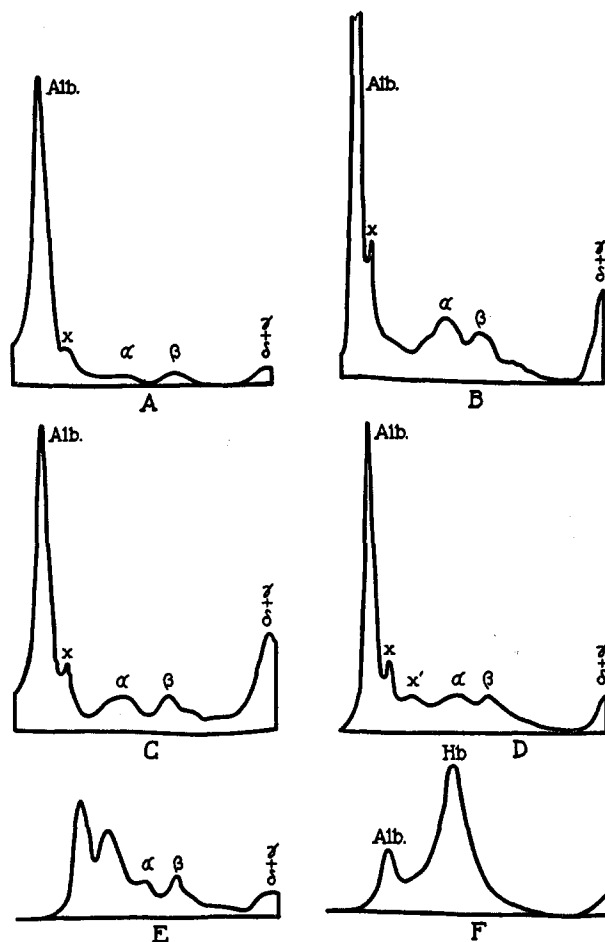 Alb.
x
α
β
γ
+
δ
A
Alb.
x
α
β
γ
+
δ
B
Alb.
x
α
β
γ
+
δ
C
Alb.
x
x'
α
β
γ
+
δ
D
α
β
γ
+
δ
E
Alb.
Hb
F